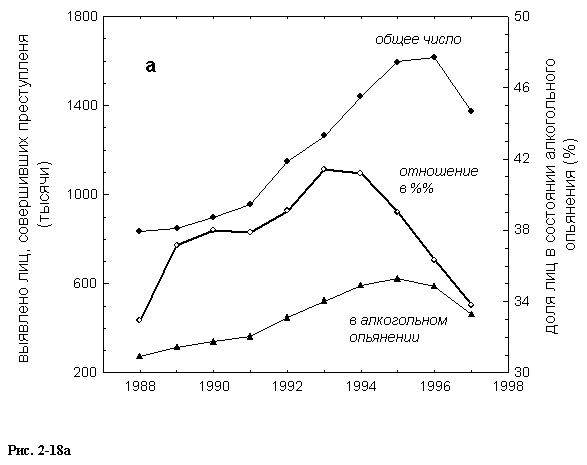 1800
1400
1000
600
200
50
46
42
38
34
30
1988
1990
1992
1994
1996
1998
выявлено лиц, совершивших преступленя
(тысячи)
доля лиц в состоянии алкогольного
опьянения (%)
а
общее число
отношение
в %%
в алкогольном
опьянении
Рис. 2-18а